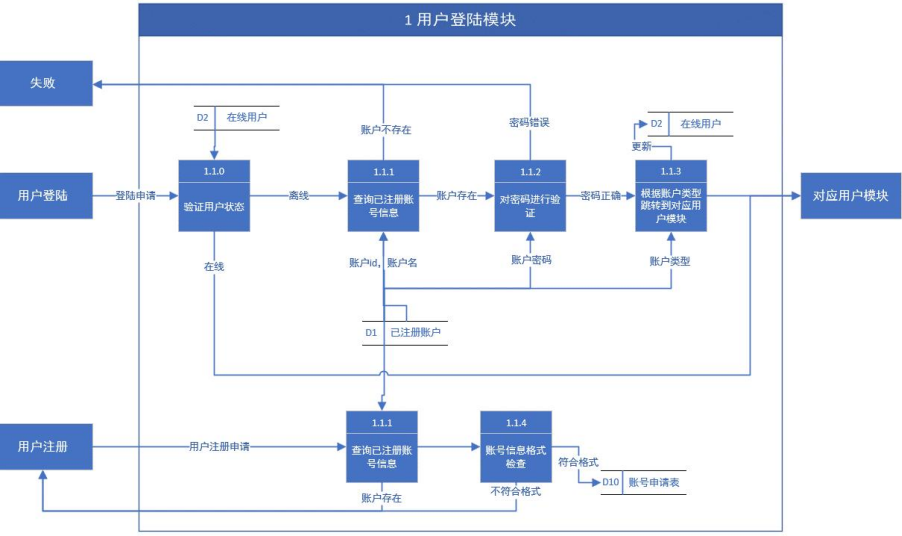 1 用户登陆模块
失败
D2 在线用户
账户不存在
密码错误
D2 在线用户
更新
用户登陆
登陆申请
1.1.0
验证用户状态
离线
1.1.1
查询已注册账
号信息
账户存在
1.1.2
对密码进行验
证
密码正确
1.1.3
根据账户类型
跳转到对应用
户模块
对应用户模块
在线
账户id，账户名
账户密码
账户类型
D1 已注册账户
用户注册
用户注册申请
1.1.1
查询已注册账
号信息
1.1.4
账号信息格式
检查
符合格式
D10 账号申请表
账户存在
不符合格式